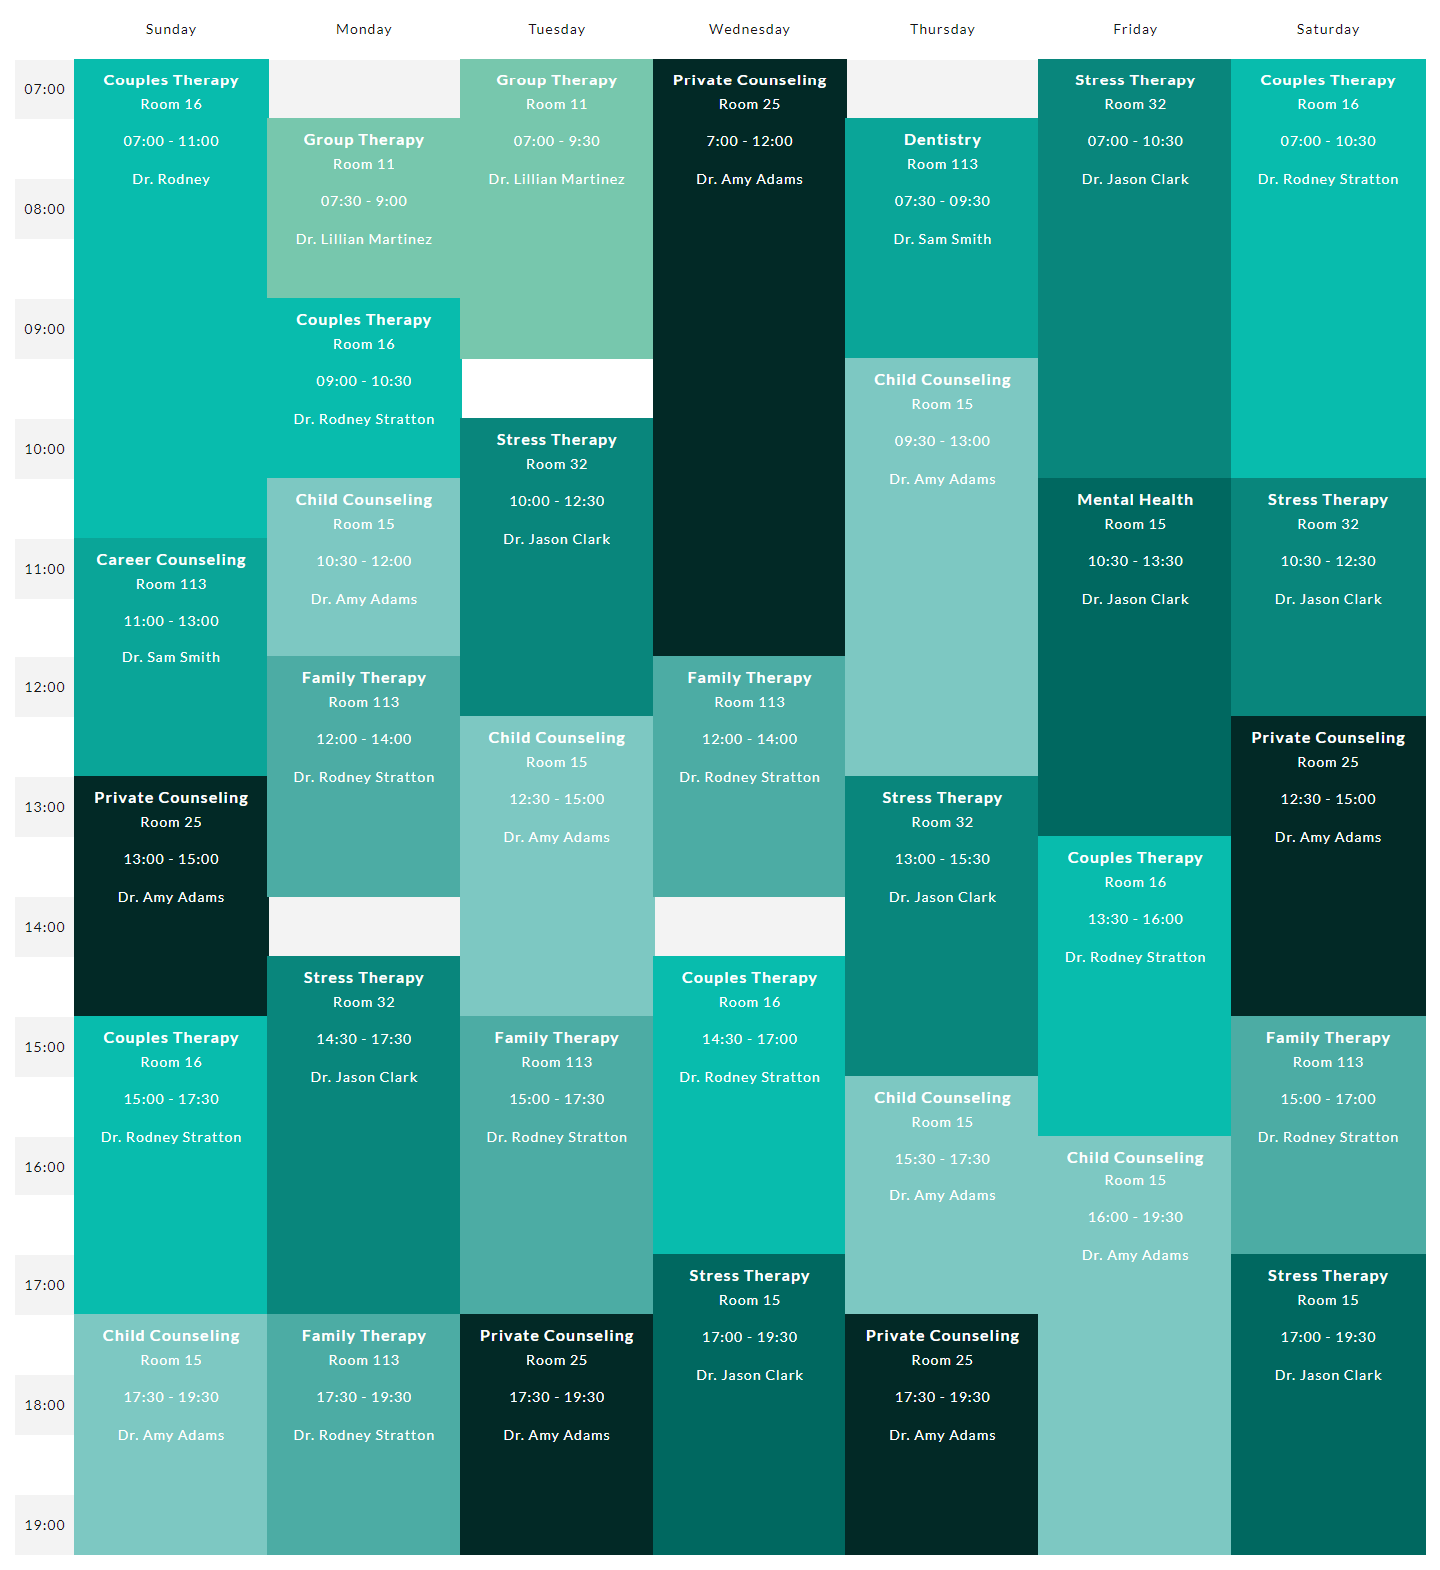 Sunday
Monday
Tuesday
Wednesday
Thursday
Friday
Saturday
07:00
08:00
09:00
10:00
11:00
12:00
13:00
14:00
15:00
16:00
17:00
18:00
19:00
Couples Therapy
Room 16
07:00 - 11:00
Dr. Rodney
Career Counseling
Room 113
11:00 - 13:00
Dr. Sam Smith
Private Counseling
Room 25
13:00 - 15:00
Dr. Amy Adams
Couples Therapy
Room 16
15:00 - 17:30
Dr. Rodney Stratton
Child Counseling
Room 15
17:30 - 19:30
Dr. Amy Adams
Group Therapy
Room 11
07:30 - 9:00
Dr. Lillian Martinez
Couples Therapy
Room 16
09:00 - 10:30
Dr. Rodney Stratton
Child Counseling
Room 15
10:30 - 12:00
Dr. Amy Adams
Family Therapy
Room 113
12:00 - 14:00
Dr. Rodney Stratton
Stress Therapy
Room 32
14:30 - 17:30
Dr. Jason Clark
Family Therapy
Room 113
17:30 - 19:30
Dr. Rodney Stratton
Group Therapy
Room 11
07:00 - 9:30
Dr. Lillian Martinez
Stress Therapy
Room 32
10:00 - 12:30
Dr. Jason Clark
Child Counseling
Room 15
12:30 - 15:00
Dr. Amy Adams
Family Therapy
Room 113
15:00 - 17:30
Dr. Rodney Stratton
Private Counseling
Room 25
17:30 - 19:30
Dr. Amy Adams
Private Counseling
Room 25
7:00 - 12:00
Dr. Amy Adams
Family Therapy
Room 113
12:00 - 14:00
Dr. Rodney Stratton
Couples Therapy
Room 16
14:30 - 17:00
Dr. Rodney Stratton
Stress Therapy
Room 15
17:00 - 19:30
Dr. Jason Clark
Dentistry
Room 113
07:30 - 09:30
Dr. Sam Smith
Child Counseling
Room 15
09:30 - 13:00
Dr. Amy Adams
Stress Therapy
Room 32
13:00 - 15:30
Dr. Jason Clark
Child Counseling
Room 15
15:30 - 17:30
Dr. Amy Adams
Private Counseling
Room 25
17:30 - 19:30
Dr. Amy Adams
Stress Therapy
Room 32
07:00 - 10:30
Dr. Jason Clark
Mental Health
Room 15
10:30 - 13:30
Dr. Jason Clark
Couples Therapy
Room 16
13:30 - 16:00
Dr. Rodney Stratton
Child Counseling
Room 15
16:00 - 19:30
Dr. Amy Adams
Couples Therapy
Room 16
07:00 - 10:30
Dr. Rodney Stratton
Stress Therapy
Room 32
10:30 - 12:30
Dr. Jason Clark
Private Counseling
Room 25
12:30 - 15:00
Dr. Amy Adams
Family Therapy
Room 113
15:00 - 17:00
Dr. Rodney Stratton
Stress Therapy
Room 15
17:00 - 19:30
Dr. Jason Clark